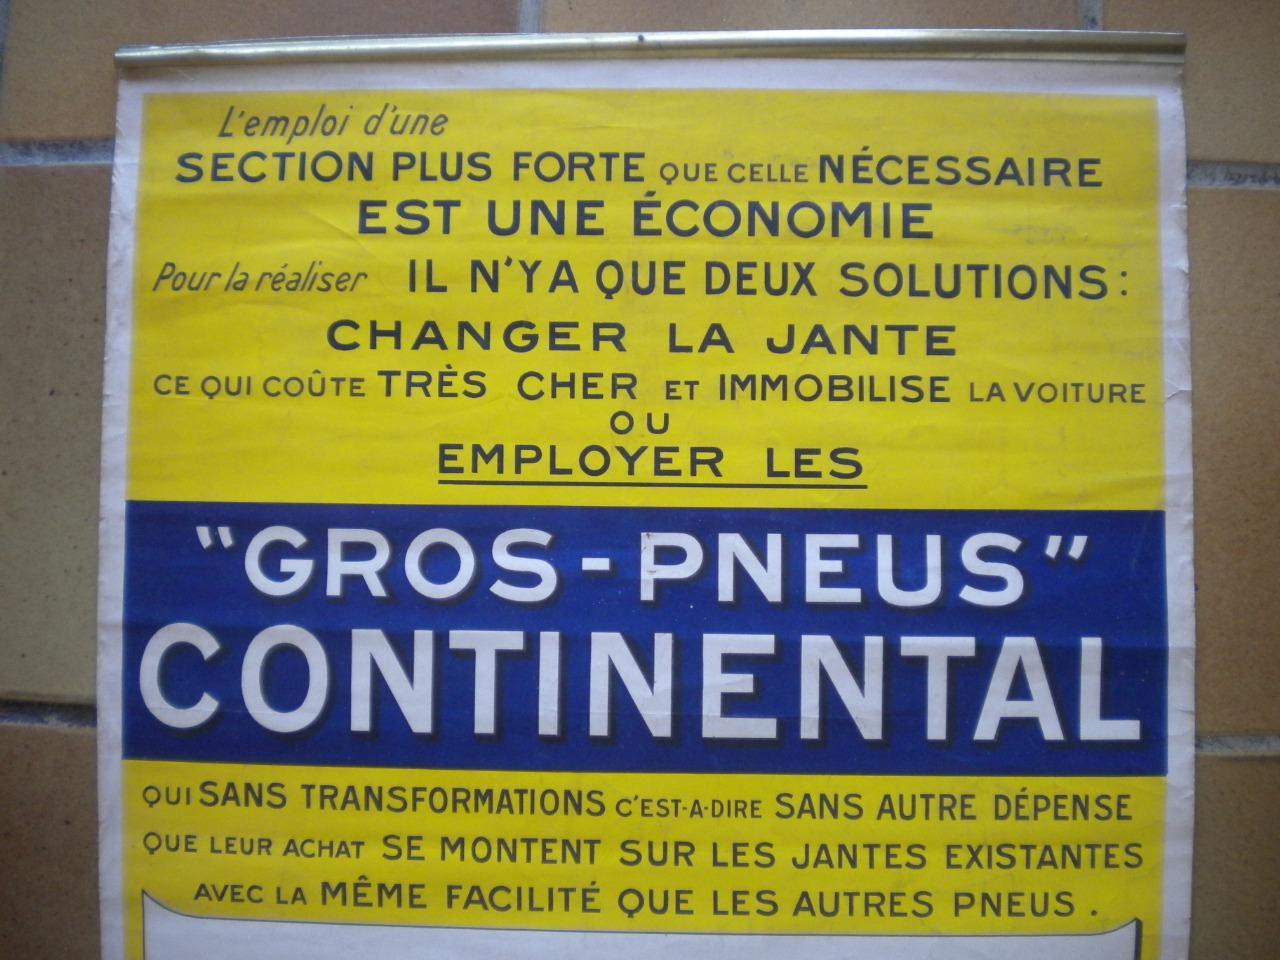 L'emploi d'une
SECTION PLUS FORTE QUE CELLE NÉCESSAIRE
EST UNE ÉCONOMIE
Pour la réaliser IL N'Y A QUE DEUX SOLUTIONS :
CHANGER LA JANTE
CE QUI COÛTE TRÈS CHER ET IMMOBILISE LA VOITURE
OU
EMPLOYER LES
"GROS-PNEUS"
CONTINENTAL
QUI SANS TRANSFORMATIONS C'EST-A-DIRE SANS AUTRE DÉPENSE
QUE LEUR ACHAT SE MONTENT SUR LES JANTES EXISTANTES
AVEC LA MÊME FACILITÉ QUE LES AUTRES PNEUS.